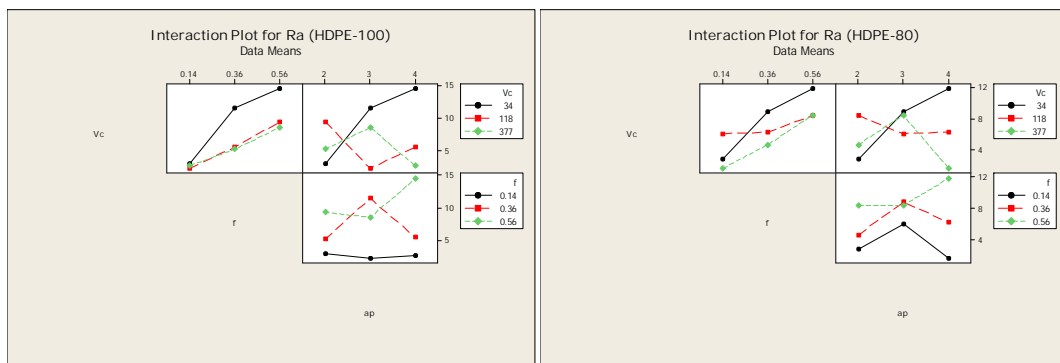 Interaction Plot for Ra (HDPE-100)
Data Means
0.14 0.36 0.56 2 3 4
Vc
15
10
5
Vc
34
118
377
f
15
10
5
f
0.14
0.36
0.56
ap
Interaction Plot for Ra (HDPE-80)
Data Means
0.14 0.36 0.56 2 3 4
Vc
12
8
4
Vc
34
118
377
f
12
8
4
f
0.14
0.36
0.56
ap